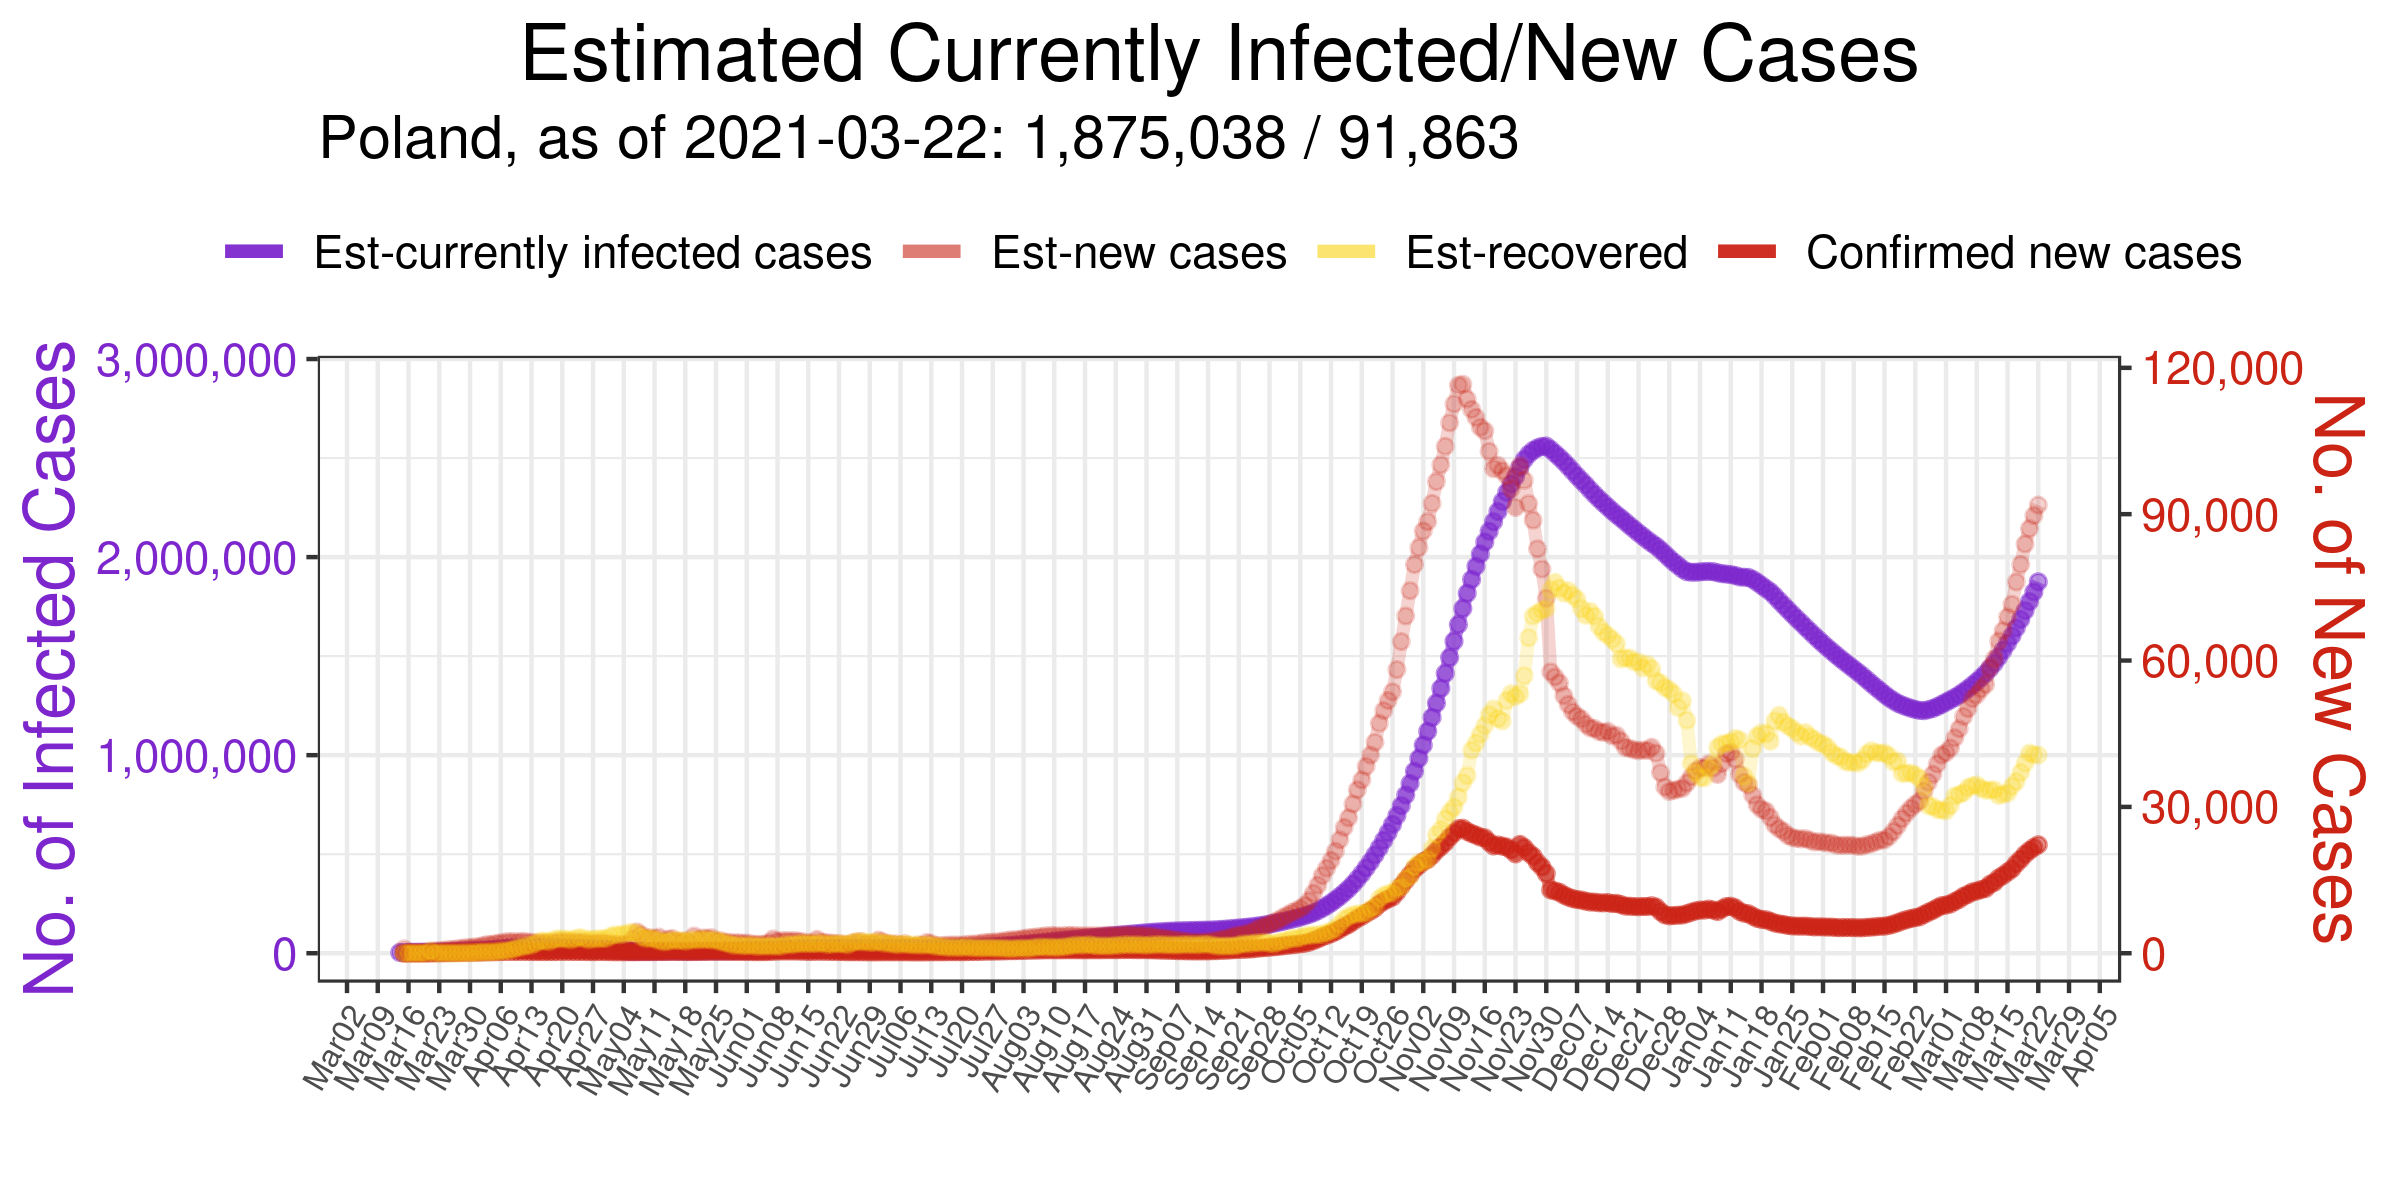 Estimated Currently Infected/New Cases
Poland, as of 2021-03-22: 1,875,038 / 91,863
Est-currently infected cases Est-new cases Est-recovered Confirmed new cases
No. of Infected Cases
3,000,000
2,000,000
1,000,000
0
120,000
90,000
60,000
30,000
0
No. of New Cases
Mar02 Mar09 Mar16 Mar23 Mar30 Apr06 Apr13 Apr20 Apr27 May04 May11 May18 May25 Jun01 Jun08 Jun15 Jun22 Jun29 Jul06 Jul13 Jul20 Jul27 Aug03 Aug10 Aug17 Aug24 Aug31 Sep07 Sep14 Sep21 Sep28 Oct05 Oct12 Oct19 Oct26 Nov02 Nov09 Nov16 Nov23 Nov30 Dec07 Dec14 Dec21 Dec28 Jan04 Jan11 Jan18 Jan25 Feb01 Feb08 Feb15 Feb22 Mar01 Mar08 Mar15 Mar22 Mar29 Apr05